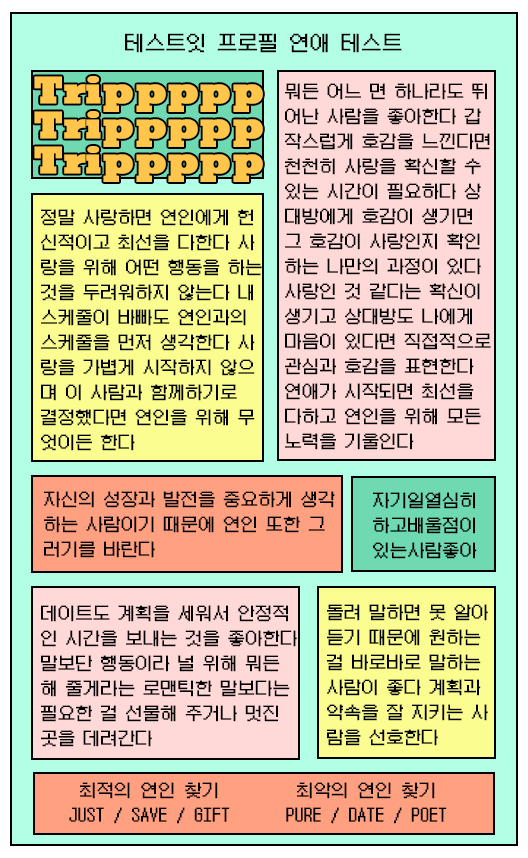 테스트잇 프로필 연애 테스트
Trippppp
Trippppp
Trippppp
정말 사랑하면 연인에게 헌
신적이고 최선을 다한다 사
랑을 위해 어떤 행동을 하는
것을 두려워하지 않는다 내
스케줄이 바빠도 연인과의
스케줄을 먼저 생각한다 사
랑을 가볍게 시작하지 않으
며 이 사람과 함께하기로
결정했다면 연인을 위해 무
엇이든 한다
뭐든 어느 면 하나라도 뛰
어난 사람을 좋아한다 갑
작스럽게 호감을 느낀다면
천천히 사랑을 확신할 수
있는 시간이 필요하다 상
대방에게 호감이 생기면
그 호감이 사랑인지 확인
하는 나만의 과정이 있다
사랑인 것 같다는 확신이
생기고 상대방도 나에게
마음이 있다면 직접적으로
관심과 호감을 표현한다
연애가 시작되면 최선을
다하고 연인을 위해 모든
노력을 기울인다
자신의 성장과 발전을 중요하게 생각
하는 사람이기 때문에 연인 또한 그
러기를 바란다
자기일열심히
하고배울점이
있는사람좋아
데이트도 계획을 세워서 안정적
인 시간을 보내는 것을 좋아한다
말보단 행동이라 널 위해 뭐든
해 줄게라는 로맨틱한 말보다는
필요한 걸 선물해 주거나 멋진
곳을 데려간다
돌려 말하면 못 알아
듣기 때문에 원하는
걸 바로바로 말하는
사람이 좋다 계획과
약속을 잘 지키는 사
람을 선호한다
최적의 연인 찾기
JUST / SAVE / GIFT
최악의 연인 찾기
PURE / DATE / POET